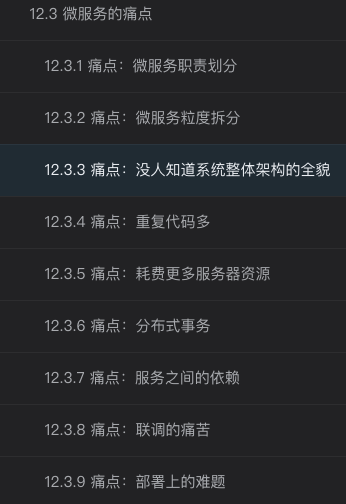 12.3 微服务的痛点
12.3.1 痛点：微服务职责划分
12.3.2 痛点：微服务粒度拆分
12.3.3 痛点：没人知道系统整体架构的全貌
12.3.4 痛点：重复代码多
12.3.5 痛点：耗费更多服务器资源
12.3.6 痛点：分布式事务
12.3.7 痛点：服务之间的依赖
12.3.8 痛点：联调的痛苦
12.3.9 痛点：部署上的难题